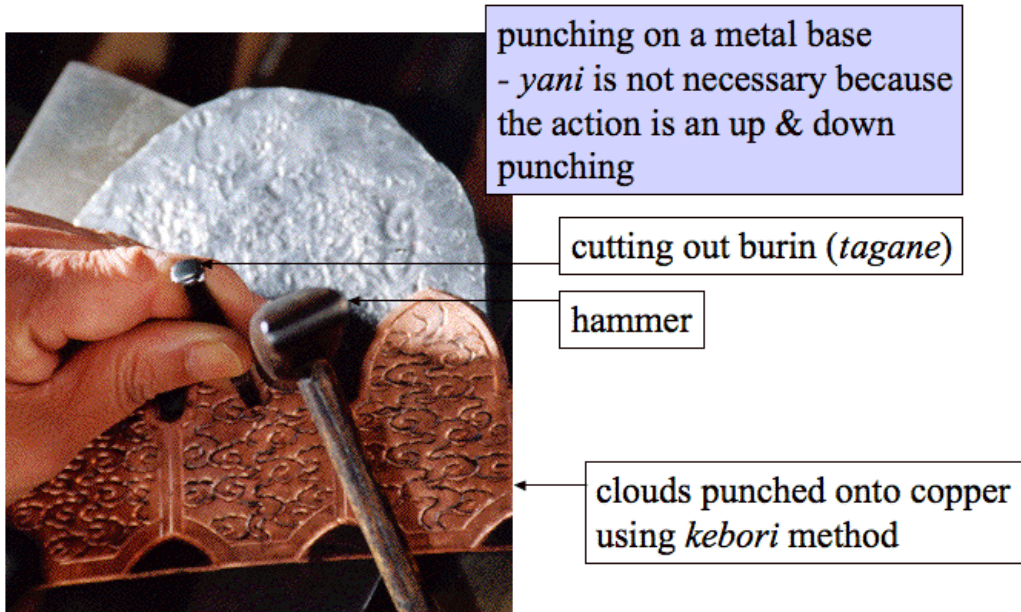 punching on a metal base
- yani is not necessary because
the action is an up & down
punching
cutting out burin (tagane)
hammer
clouds punched onto copper
using kebori method